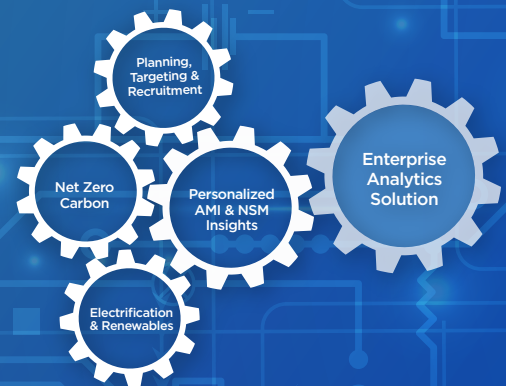 Planning,
Targeting &
Recruitment
Net Zero
Carbon
Personalized
AMI & NSM
Insights
Enterprise
Analytics
Solution
Electrification
& Renewables